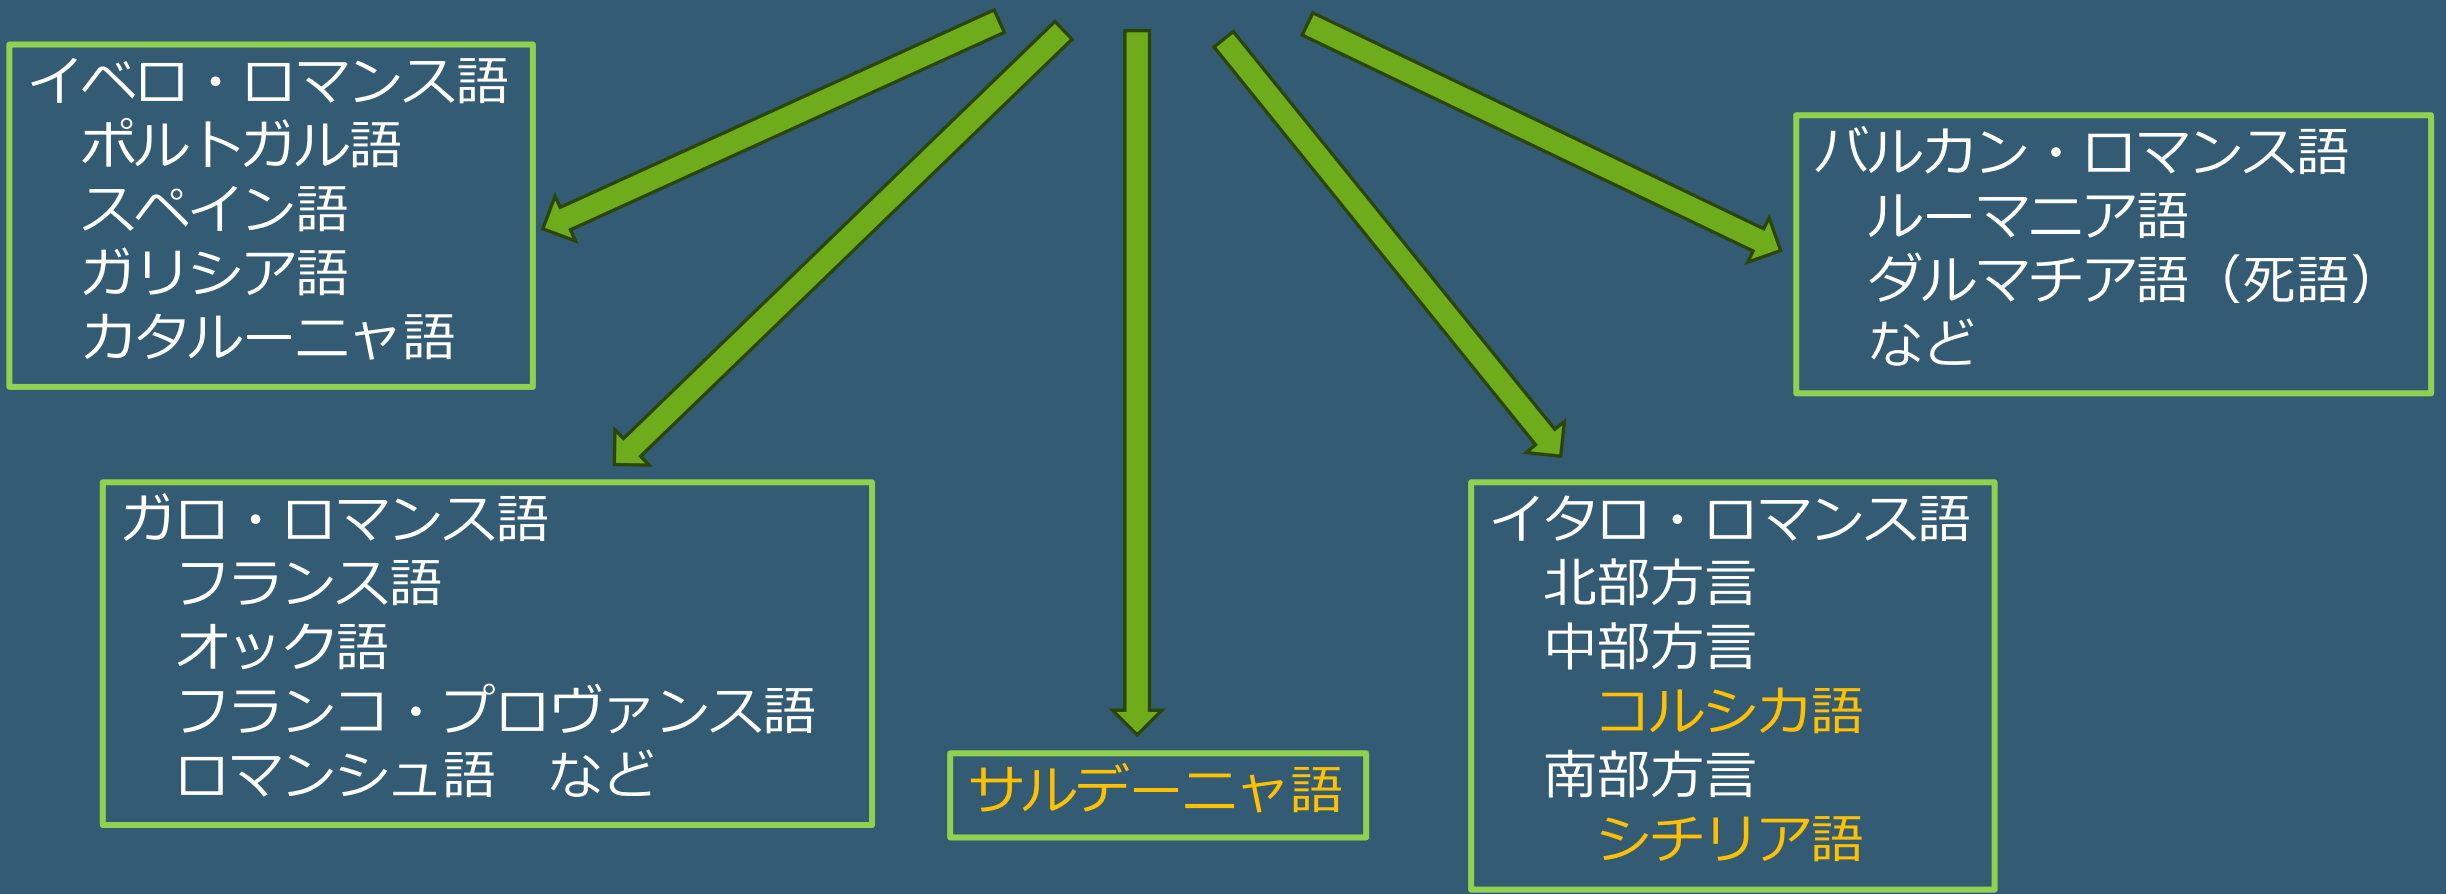 イベロ・ロマンス語
ポルトガル語
スペイン語
ガリシア語
カタルーニャ語
バルカン・ロマンス語
ルーマニア語
ダルマチア語（死語）
など
ガロ・ロマンス語
フランス語
オック語
フランコ・プロヴァンス語
ロマンシュ語　など
サルデーニャ語
イタロ・ロマンス語
北部方言
中部方言
コルシカ語
南部方言
シチリア語